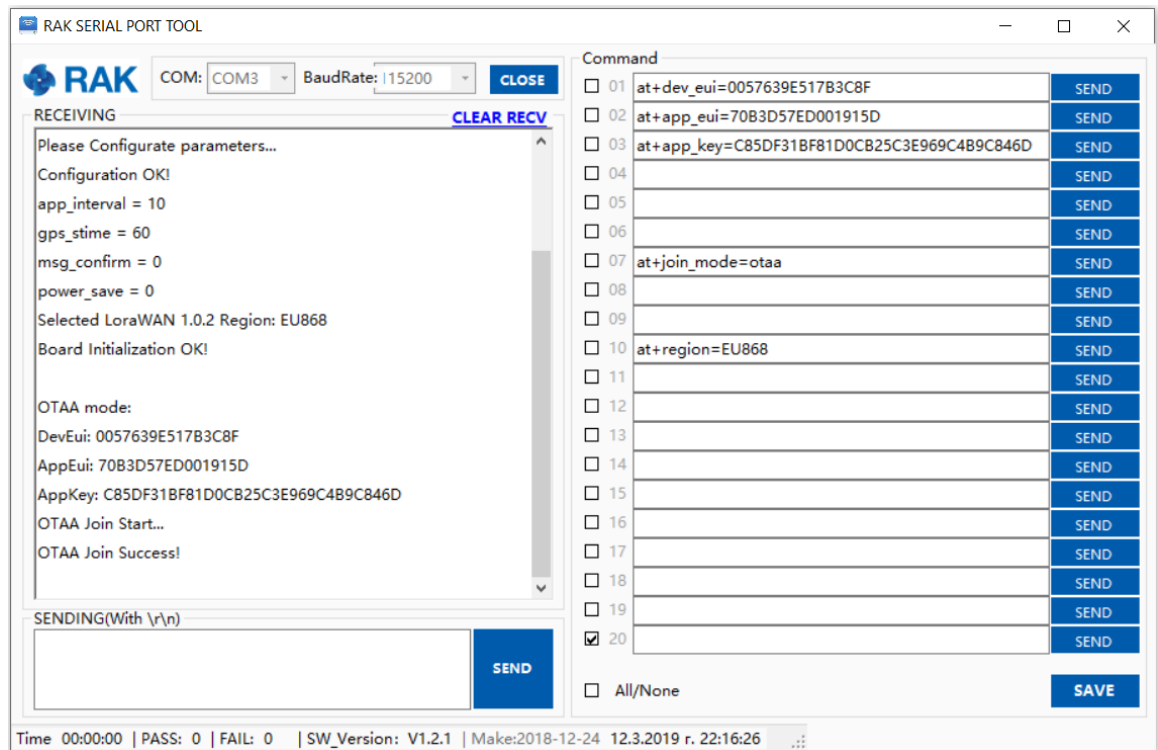 RAK SERIAL PORT TOOL
RAK COM: COM3 BaudRate: 115200 CLOSE
RECEIVING CLEAR RECV
Please Configurate parameters...
Configuration OK!
app_interval = 10
gps_stime = 60
msg_confirm = 0
power_save = 0
Selected LoraWAN 1.0.2 Region: EU868
Board Initialization OK!
OTAA mode:
DevEui: 0057639E517B3C8F
AppEui: 70B3D57ED001915D
AppKey: C85DF31BF81D0CB25C3E969C4B9C846D
OTAA Join Start...
OTAA Join Success!
SENDING(With \r\n)
SEND
Command
01 at+dev_eui=0057639E517B3C8F SEND
02 at+app_eui=70B3D57ED001915D SEND
03 at+app_key=C85DF31BF81D0CB25C3E969C4B9C846D SEND
04 SEND
05 SEND
06 SEND
07 at+join_mode=otaa SEND
08 SEND
09 SEND
10 at+region=EU868 SEND
11 SEND
12 SEND
13 SEND
14 SEND
15 SEND
16 SEND
17 SEND
18 SEND
19 SEND
20 SEND
All/None SAVE
Time 00:00:00 | PASS: 0 | FAIL: 0 | SW_Version: V1.2.1 | Make:2018-12-24 12.3.2019 г. 22:16:26